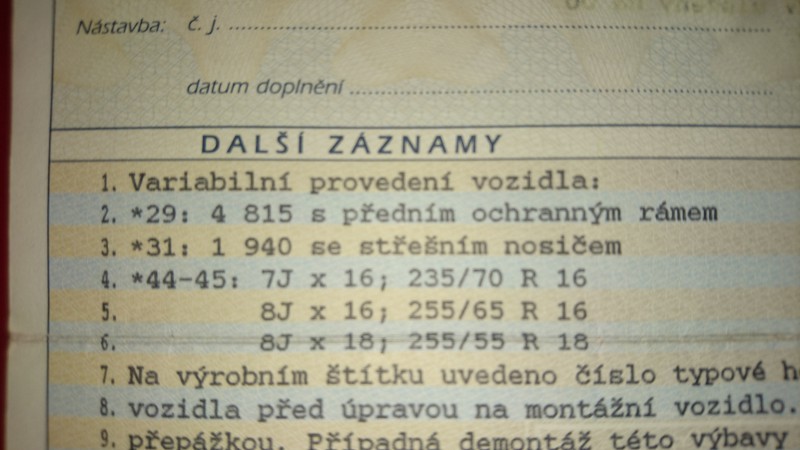 Nástavba: č. j.
datum doplnění
DALŠÍ ZÁZNAMY
1. Variabilní provedení vozidla:
2. *29: 4 815 s předním ochranným rámem
3. *31: 1 940 se střešním nosičem
4. *44-45: 7J x 16; 235/70 R 16
5. 8J x 16; 255/65 R 16
6. 8J x 18; 255/55 R 18
7. Na výrobním štítku uvedeno číslo typové
8. vozidla před úpravou na montážní vozidlo.
9. přepážkou. Případná demontáž této výbavy